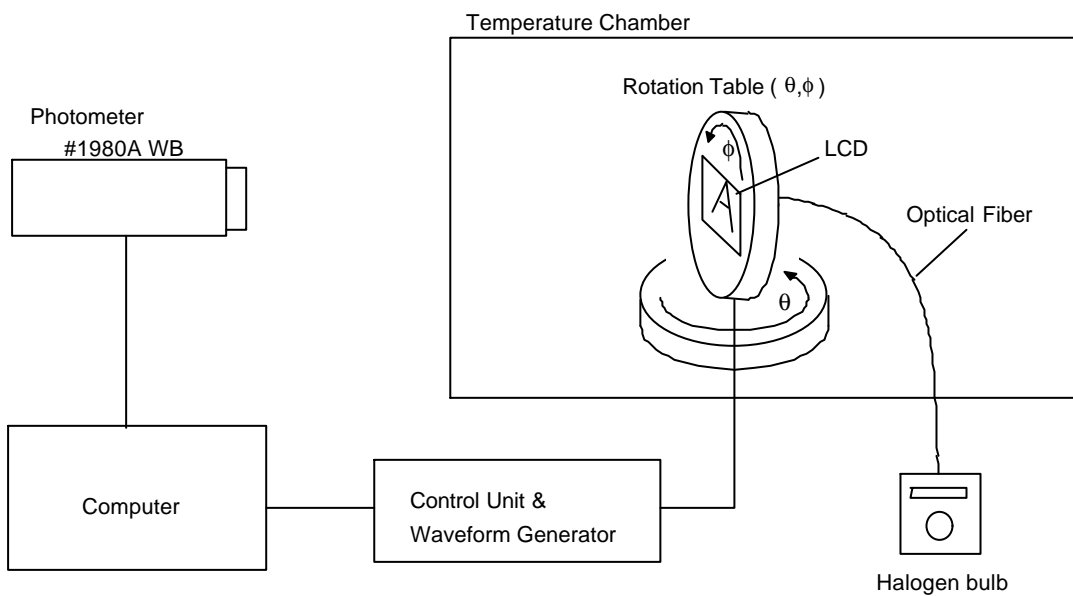 Temperature Chamber
Rotation Table ( θ,ϕ )
Photometer
#1980A WB
ϕ
LCD
A
Optical Fiber
θ
Computer
Control Unit &
Waveform Generator
Halogen bulb